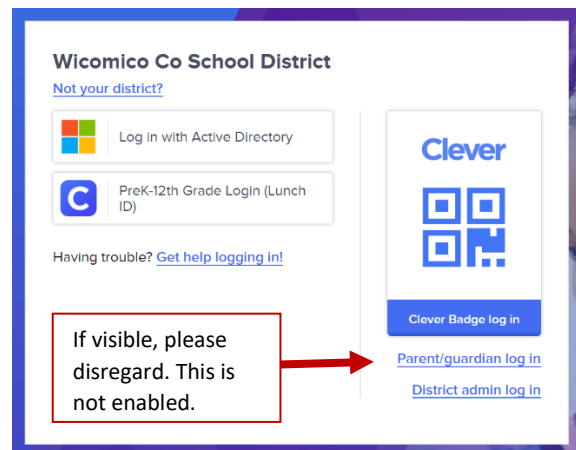 Wicomico Co School District
Not your district?
Log in with Active Directory
PreK-12th Grade Login (Lunch
ID)
Having trouble? Get help logging in!
Clever
Clever Badge log in
Parent/guardian log in
District admin log in
If visible, please
disregard. This is
not enabled.